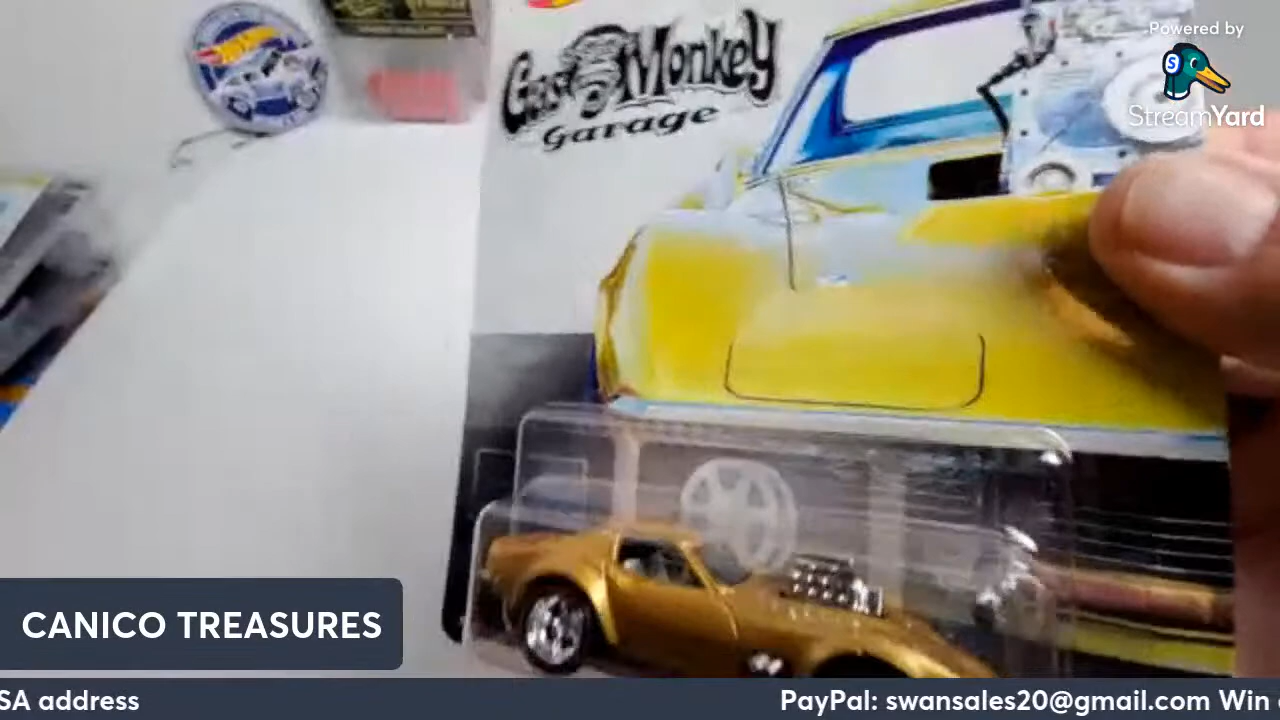 Powered by
S
StreamYard
Gas Monkey
Garage
CANICO TREASURES
SA address
PayPal: swansales20@gmail.com Win